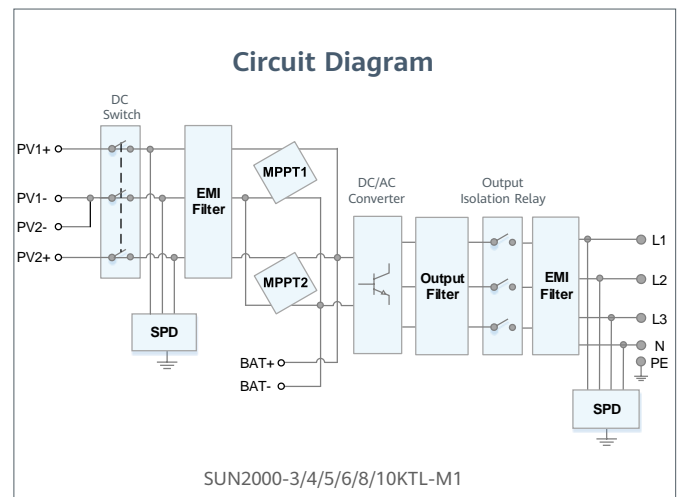 Circuit Diagram
DC
Switch
PV1+
PV1-
PV2-
PV2+
EMI
Filter
MPPT1
MPPT2
SPD
BAT+
BAT-
DC/AC
Converter
Output
Filter
Output
Isolation Relay
EMI
Filter
L1
L2
L3
N
PE
SPD
SUN2000-3/4/5/6/8/10KTL-M1